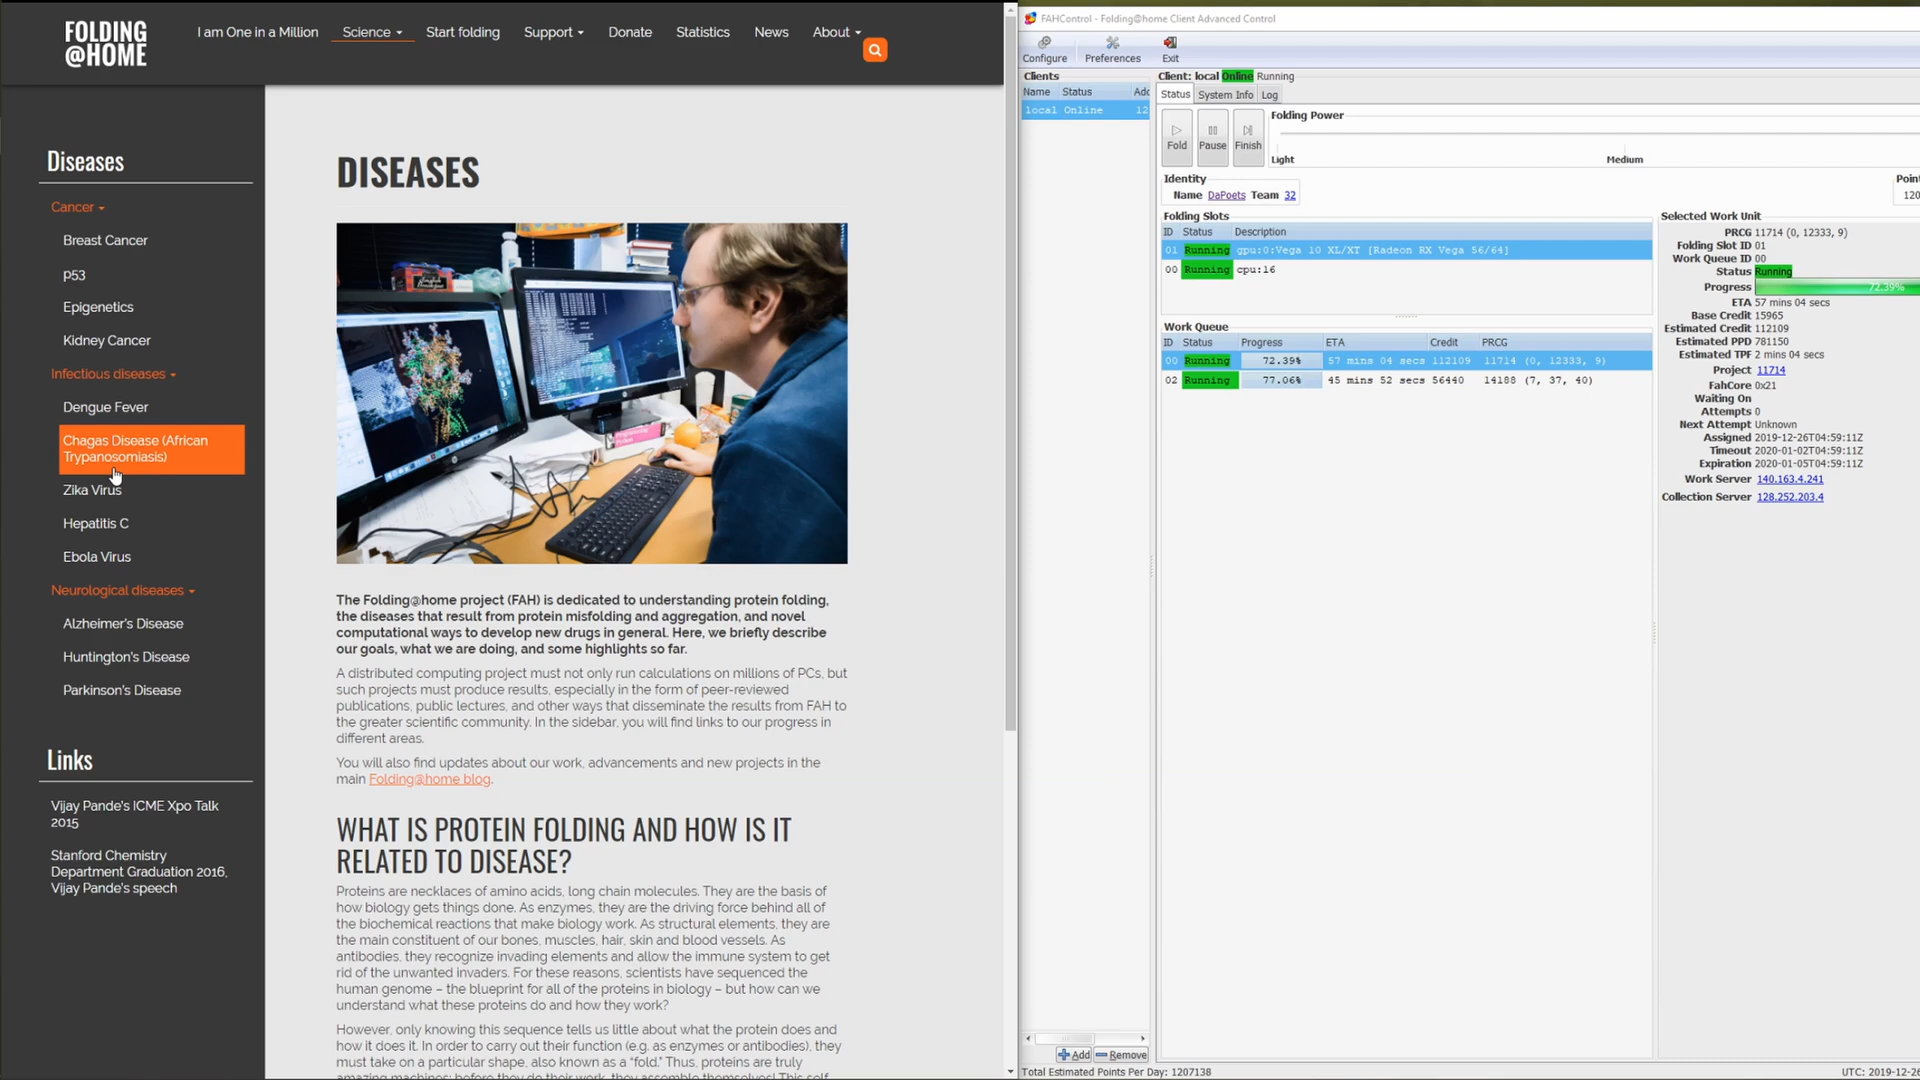 FOLDING
@HOME
I am One in a Million
Science
Start folding
Support
Donate
Statistics
News
About
Diseases
Cancer
Breast Cancer
p53
Epigenetics
Kidney Cancer
Infectious diseases
Dengue Fever
Chagas Disease (African
Trypanosomiasis)
Zika Virus
Hepatitis C
Ebola Virus
Neurological diseases
Alzheimer's Disease
Huntington's Disease
Parkinson's Disease
Links
Vijay Pande's ICME Xpo Talk
2015
Stanford Chemistry
Department Graduation 2016,
Vijay Pande's speech
DISEASES
The Folding@home project (FAH) is dedicated to understanding protein folding,
the diseases that result from protein misfolding and aggregation, and novel
computational ways to develop new drugs in general. Here, we briefly describe
our goals, what we are doing, and some highlights so far.
A distributed computing project must not only run calculations on millions of PCs, but
such projects must produce results, especially in the form of peer-reviewed
publications, public lectures, and other ways that disseminate the results from FAH to
the greater scientific community. In the sidebar, you will find links to our progress in
different areas.
You will also find updates about our work, advancements and new projects in the
main Folding@home blog.
WHAT IS PROTEIN FOLDING AND HOW IS IT
RELATED TO DISEASE?
Proteins are necklaces of amino acids, long chain molecules. They are the basis of
how biology gets things done. As enzymes, they are the driving force behind all of
the biochemical reactions that make biology work. As structural elements, they are
the main constituent of our bones, muscles, hair, skin and blood vessels. As
antibodies, they recognize invading elements and allow the immune system to get
rid of the unwanted invaders. For these reasons, scientists have sequenced the
human genome – the blueprint for all of the proteins in biology – but how can we
understand what these proteins do and how they work?
However, only knowing this sequence tells us little about what the protein does and
how it does it. In order to carry out their function (e.g. as enzymes or antibodies), they
must take on a particular shape, also known as a "fold." Thus, proteins are truly
amazing machines: before they do their work, they assemble themselves! This self
FAHControl - Folding@home Client Advanced Control
Configure
Preferences
Exit
Clients
Name Status Add
local Online 12
Add
Remove
Client: local Online Running
Status
System Info
Log
Fold
Pause
Finish
Folding Power
Light
Medium
Identity
Name DaPoets Team 32
Point
120
Folding Slots
ID Status Description
01 Running gpu:0:Vega 10 XL/XT [Radeon RX Vega 56/64]
00 Running cpu:16
Work Queue
ID Status Progress ETA Credit PRCG
00 Running 72.39% 57 mins 04 secs 112109 11714 (0, 12333, 9)
02 Running 77.06% 45 mins 52 secs 56440 14188 (7, 37, 40)
Selected Work Unit
PRCG 11714 (0, 12333, 9)
Folding Slot ID 01
Work Queue ID 00
Status Running
Progress 72.39%
ETA 57 mins 04 secs
Base Credit 15965
Estimated Credit 112109
Estimated PPD 781150
Estimated TPF 2 mins 04 secs
Project 11714
FahCore 0x21
Waiting On
Attempts 0
Next Attempt Unknown
Assigned 2019-12-26T04:59:11Z
Timeout 2020-01-02T04:59:11Z
Expiration 2020-01-05T04:59:11Z
Work Server 140.163.4.241
Collection Server 128.252.203.4
Total Estimated Points Per Day: 1207138
UTC: 2019-12-26